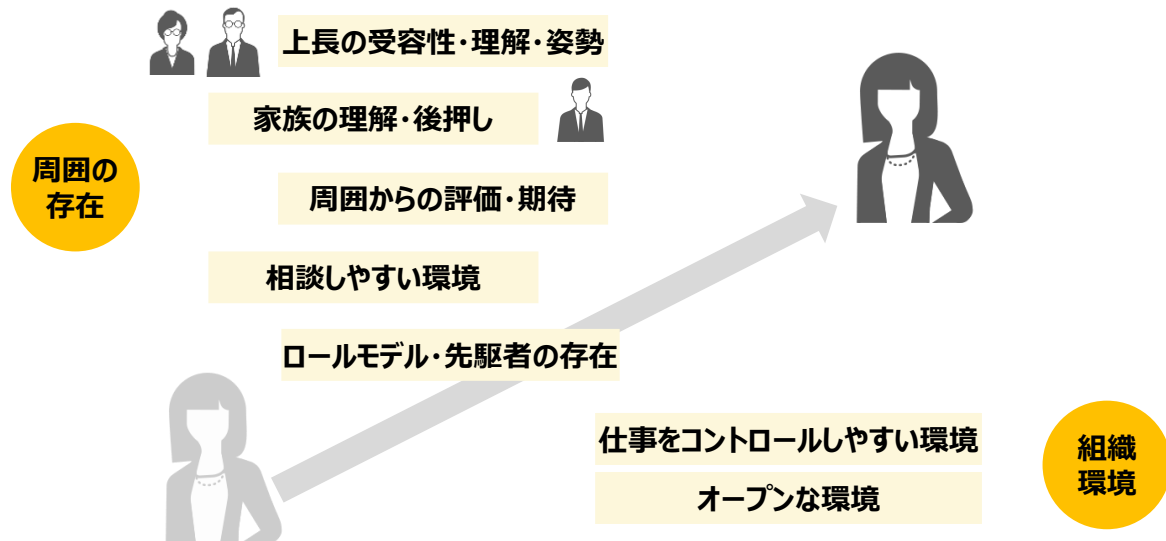 上長の受容性・理解・姿勢
家族の理解・後押し
周囲の
存在
周囲からの評価・期待
相談しやすい環境
ロールモデル・先駆者の存在
仕事をコントロールしやすい環境
オープンな環境
組織
環境